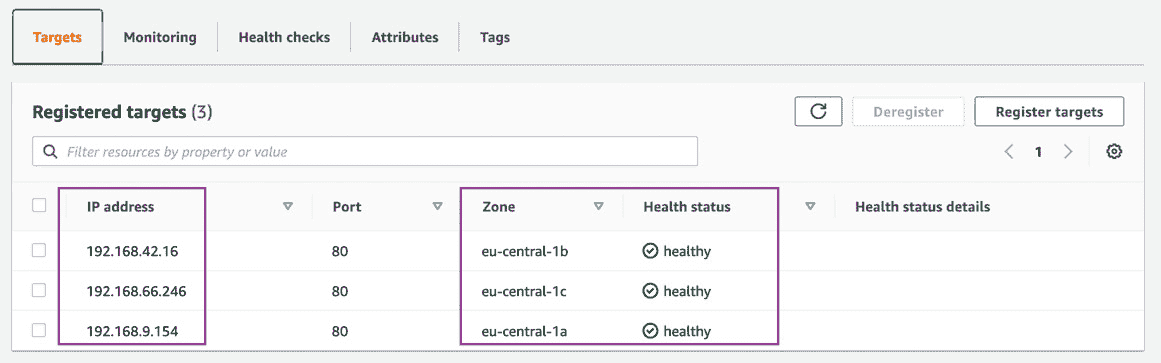 Targets Monitoring Health checks Attributes Tags
Registered targets (3) Deregister Register targets
Filter resources by property or value 1
IP address Port Zone Health status Health status details
192.168.42.16 80 eu-central-1b healthy
192.168.66.246 80 eu-central-1c healthy
192.168.9.154 80 eu-central-1a healthy